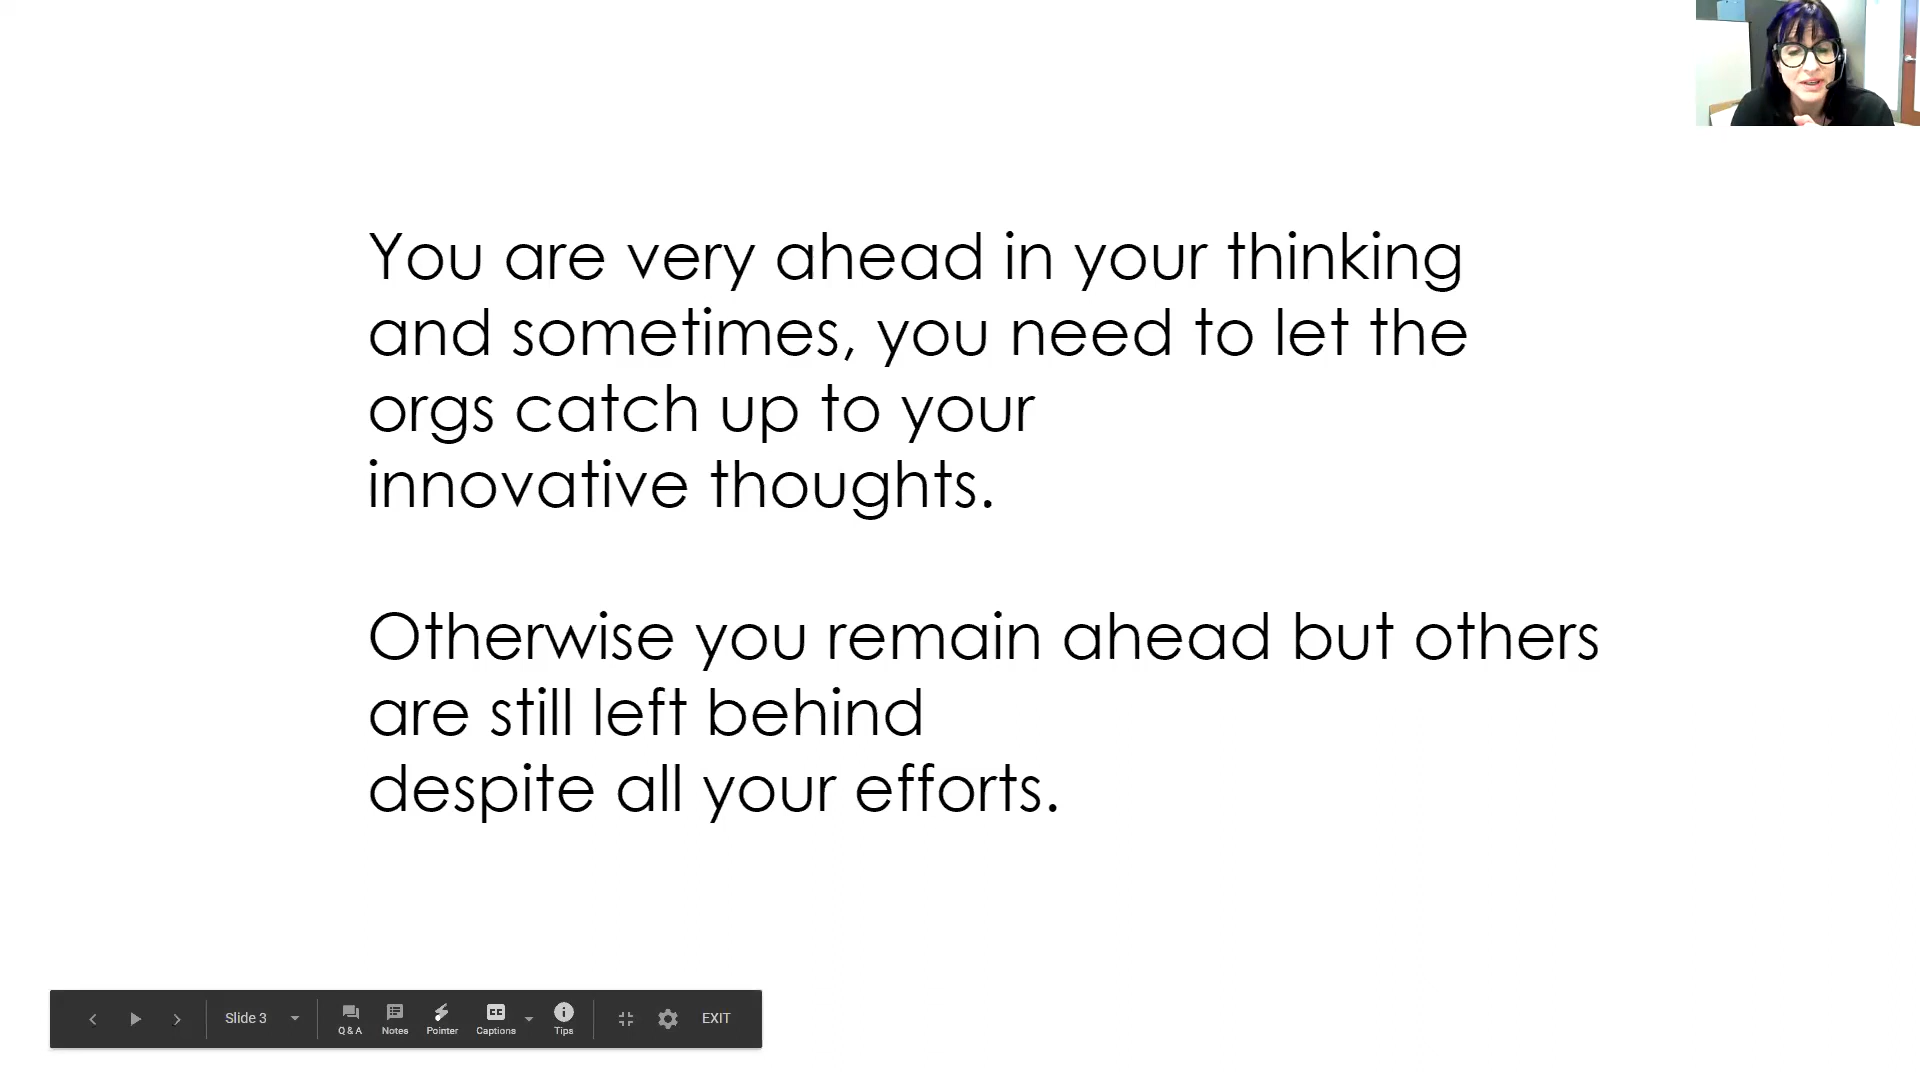 You are very ahead in your thinking
and sometimes, you need to let the
orgs catch up to your
innovative thoughts.
Otherwise you remain ahead but others
are still left behind
despite all your efforts.
Slide 3
Q & A
Notes
Pointer
Captions
Tips
EXIT